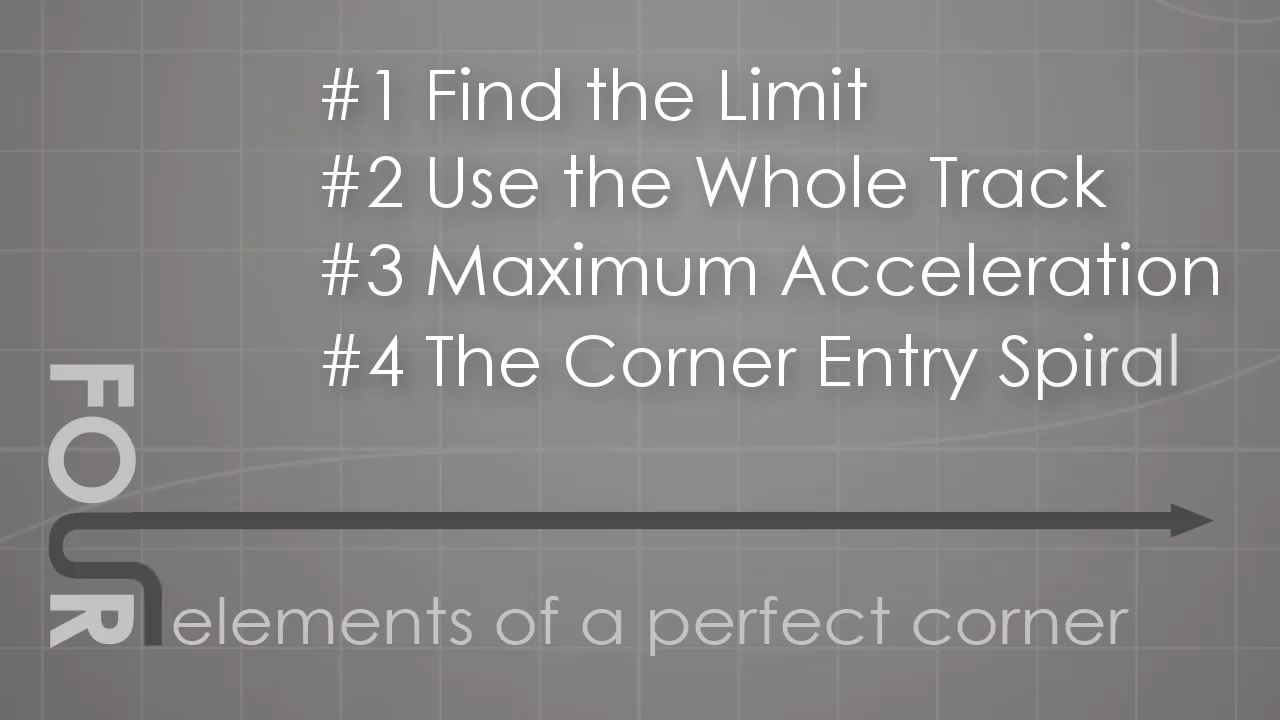 #1 Find the Limit
#2 Use the Whole Track
#3 Maximum Acceleration
#4 The Corner Entry Spiral
FOUR
elements of a perfect corner